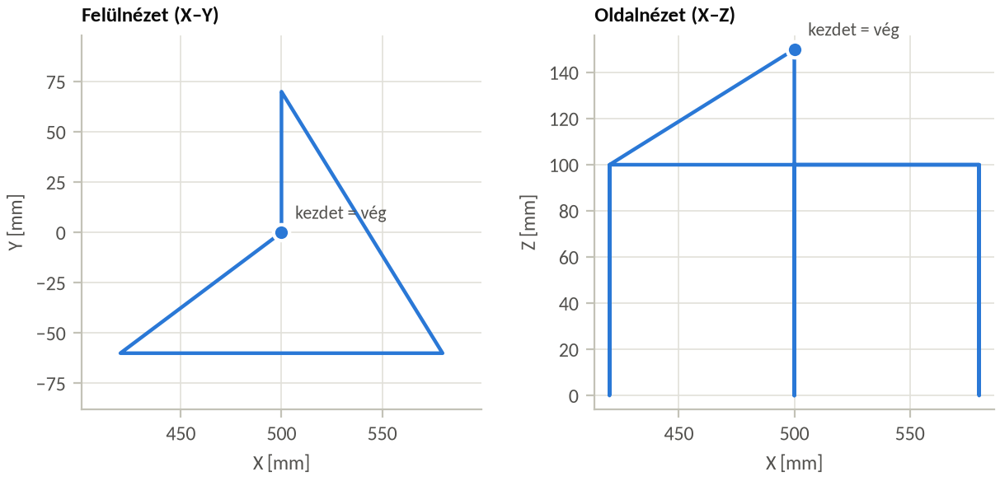 Felülnézet (X–Y)
75
50
25
0
−25
−50
−75
Y [mm]
kezdet = vég
450
500
550
X [mm]
Oldalnézet (X–Z)
kezdet = vég
140
120
100
80
60
40
20
0
Z [mm]
450
500
550
X [mm]